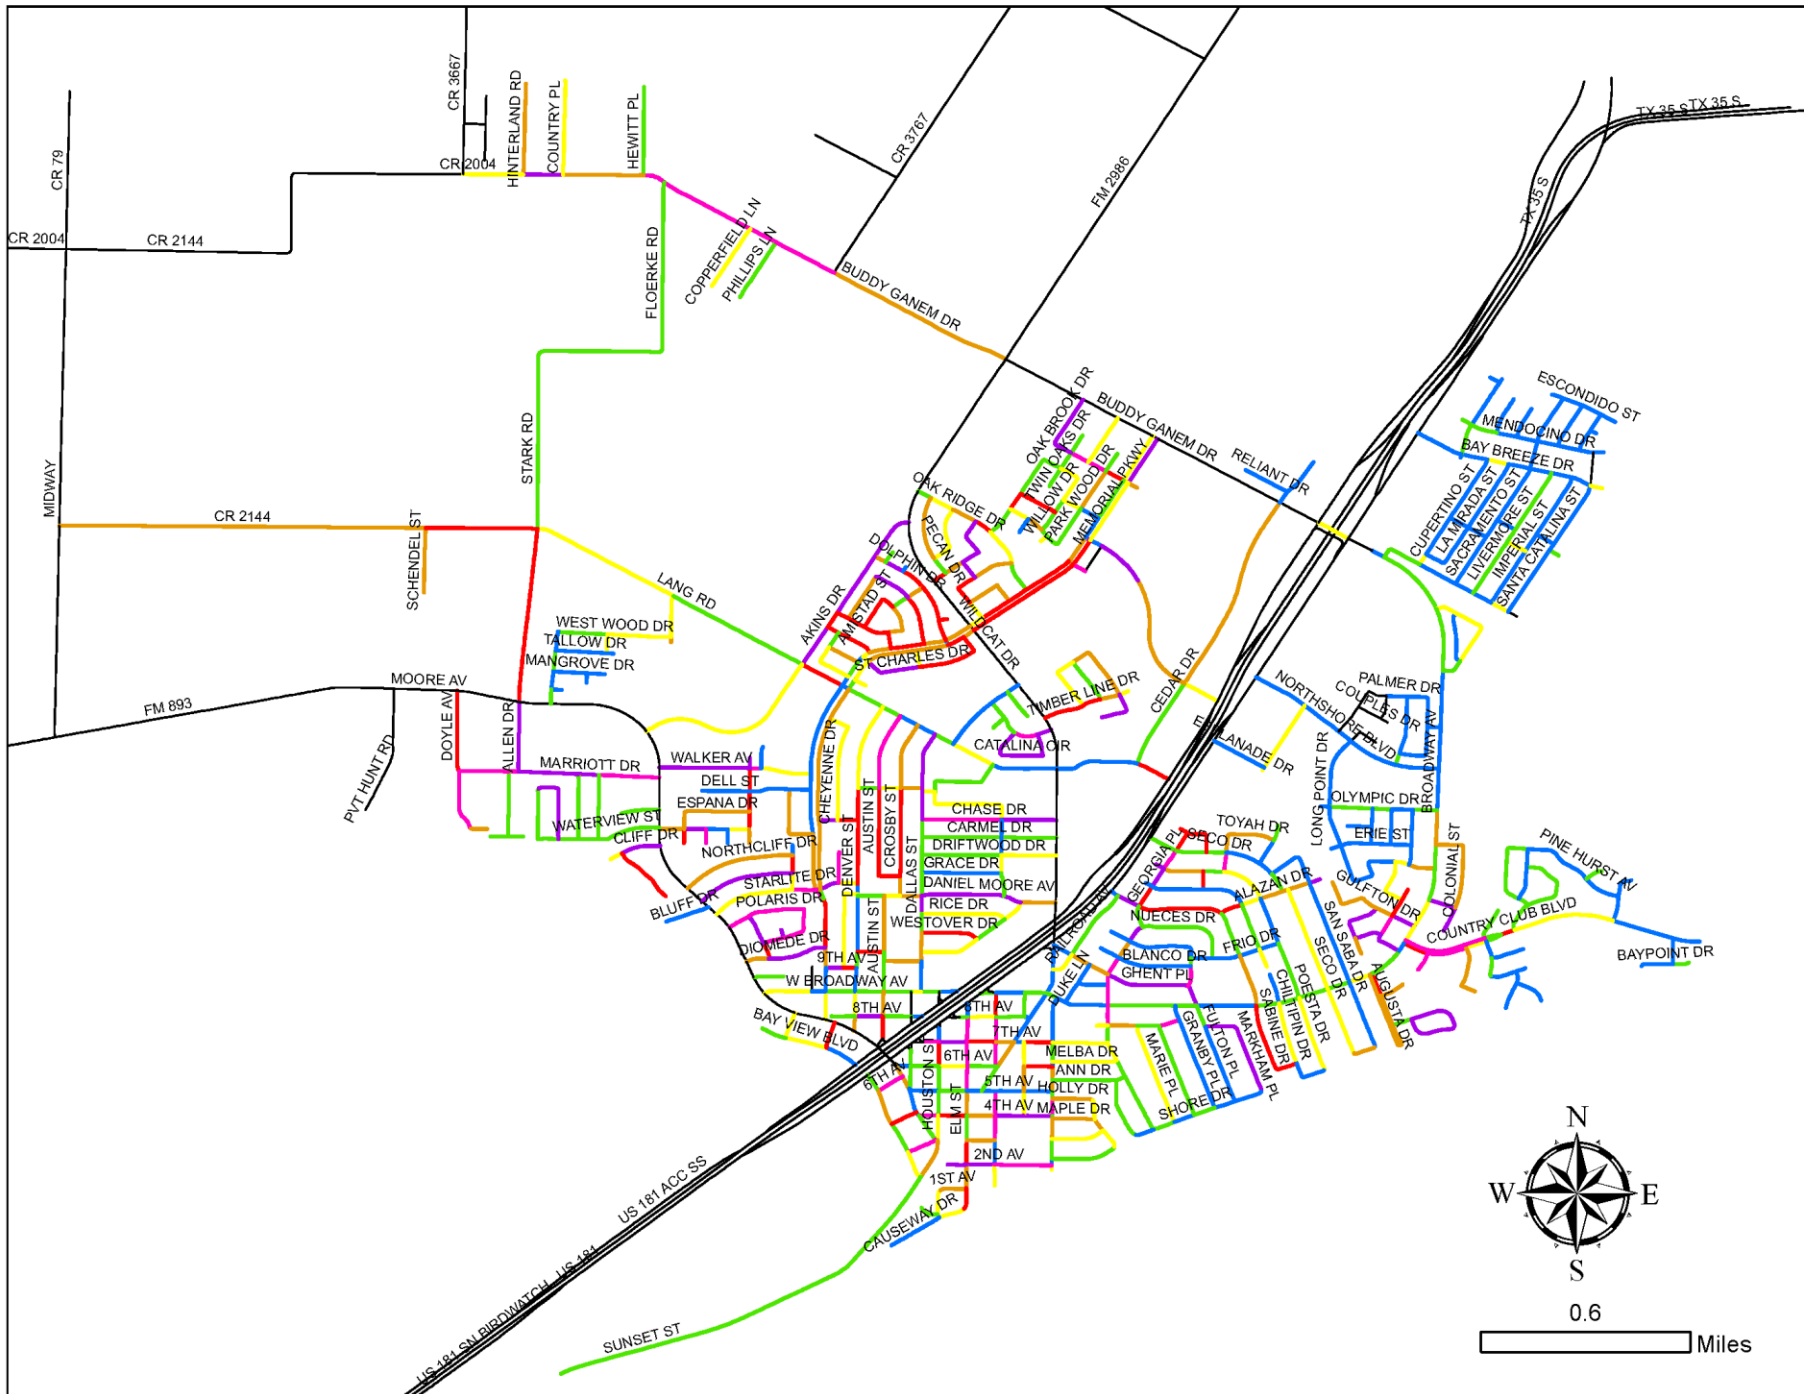 TX 35 S
TX 35 S
CR 3667
HINTERLAND RD
COUNTRY PL
HEWITT PL
CR 79
CR 2004
CR 3767
FM 2986
TX 35 S
CR 2004
CR 2144
COPPERFIELD LN
PHILLIPS LN
FLOERKE RD
BUDDY GANEM DR
OAK BROOK DR
BUDDY GANEM DR
ESCONDIDO ST
MENDOCINO DR
BAY BREEZE DR
STARK RD
TWIN OAKS DR
RELIANT DR
MIDWAY
OAK RIDGE DR
WILLOW DR
PARK WOOD DR
MEMORIAL PKWY
CUPERTINO ST
LA MIRADA ST
SACRAMENTO ST
LIVERMORE ST
IMPERIAL ST
SANTA CATALINA ST
CR 2144
SCHENDEL ST
PECAN DR
DOLPHIN DR
LANG RD
AKINS DR
AMISTAD ST
WILDCAT DR
WEST WOOD DR
TALLOW DR
MANGROVE DR
ST CHARLES DR
MOORE AV
FM 893
TIMBER LINE DR
CEDAR DR
NORTHSHORE BLVD
PALMER DR
COUPLES DR
DOYLE AV
ALLEN DR
PVT HUNT RD
MARRIOTT DR
WALKER AV
DELL ST
ESPANA DR
CHEYENNE DR
CATALINA CIR
LANADE DR
LONG POINT DR
BROADWAY AV
WATERVIEW ST
CLIFF DR
NORTHCLIFF DR
DENVER ST
AUSTIN ST
CROSBY ST
DALLAS ST
CHASE DR
CARMEL DR
DRIFTWOOD DR
GRACE DR
DANIEL MOORE AV
RICE DR
WESTOVER DR
OLYMPIC DR
ERIE ST
TOYAH DR
SECO DR
GEORGIA PL
ALAZAN DR
GULFTON DR
COLONIAL ST
PINE HURST AV
STARLITE DR
POLARIS DR
BLUFF DR
DIOMEDE DR
NUECES DR
COUNTRY CLUB BLVD
BAYPOINT DR
9TH AV
AUSTIN ST
RAILROAD AV
BLANCO DR
FRIO DR
SAN SABA DR
SECO DR
AUGUSTA DR
W BROADWAY AV
DUKE LN
GHENT PL
POESTA DR
CHILTIPIN DR
SABINE DR
8TH AV
8TH AV
BAY VIEW BLVD
7TH AV
MELBA DR
MARIE PL
GRANBY PL
FULTON PL
MARKHAM PL
6TH AV
6TH AV
HOUSTON ST
ELM ST
5TH AV
ANN DR
HOLLY DR
4TH AV
MAPLE DR
SHORE DR
2ND AV
1ST AV
CAUSEWAY DR
US 181 ACC SS
US 181
US 181 SN BIRDWATCH
SUNSET ST
N
W
E
S
0.6
Miles